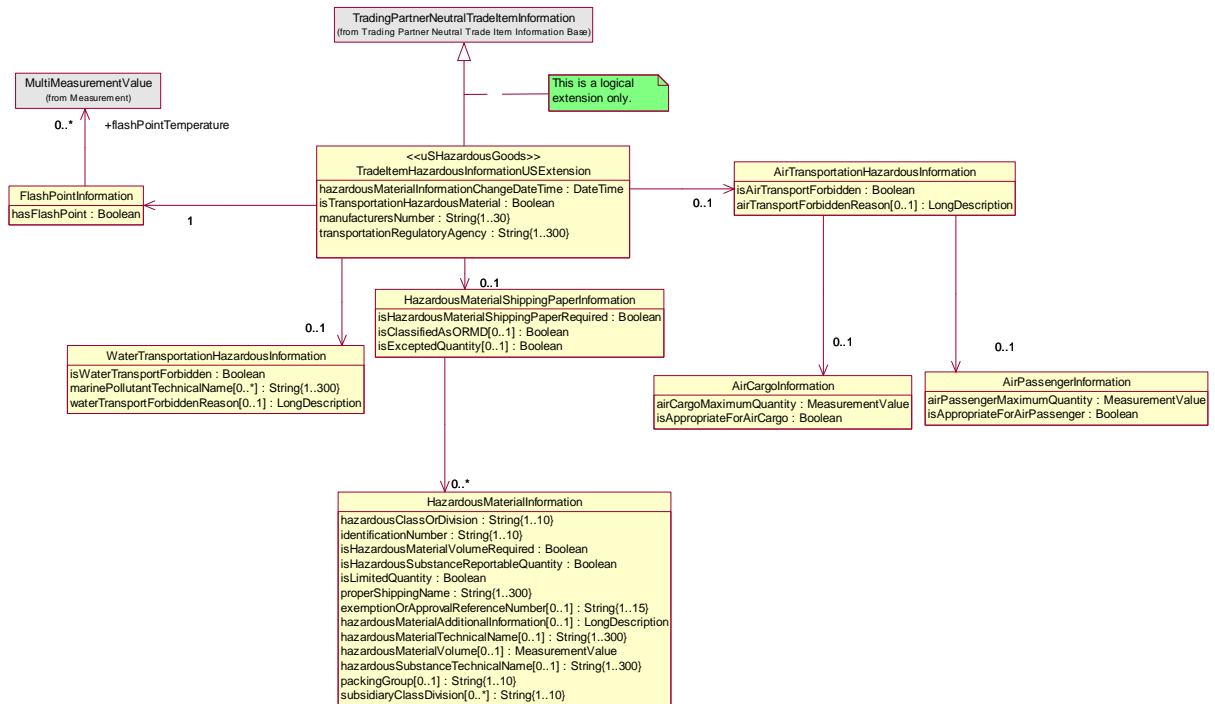 TradingPartnerNeutralTradeItemInformation
(from Trading Partner Neutral Trade Item Information Base)
This is a logical
extension only.
MultiMeasurementValue
(from Measurement)
0..*
+flashPointTemperature
FlashPointInformation
hasFlashPoint : Boolean
1
<<uSHazardousGoods>>
TradeItemHazardousInformationUSExtension
hazardousMaterialInformationChangeDateTime : DateTime
isTransportationHazardousMaterial : Boolean
manufacturersNumber : String{1..30}
transportationRegulatoryAgency : String{1..300}
0..1
AirTransportationHazardousInformation
isAirTransportForbidden : Boolean
airTransportForbiddenReason[0..1] : LongDescription
0..1
HazardousMaterialShippingPaperInformation
isHazardousMaterialShippingPaperRequired : Boolean
isClassifiedAsORMD[0..1] : Boolean
isExceptedQuantity[0..1] : Boolean
0..1
WaterTransportationHazardousInformation
isWaterTransportForbidden : Boolean
marinePollutantTechnicalName[0..*] : String{1..300}
waterTransportForbiddenReason[0..1] : LongDescription
0..1
AirCargoInformation
airCargoMaximumQuantity : MeasurementValue
isAppropriateForAirCargo : Boolean
0..1
AirPassengerInformation
airPassengerMaximumQuantity : MeasurementValue
isAppropriateForAirPassenger : Boolean
0..*
HazardousMaterialInformation
hazardousClassOrDivision : String{1..10}
identificationNumber : String{1..10}
isHazardousMaterialVolumeRequired : Boolean
isHazardousSubstanceReportableQuantity : Boolean
isLimitedQuantity : Boolean
properShippingName : String{1..300}
exemptionOrApprovalReferenceNumber[0..1] : String{1..15}
hazardousMaterialAdditionalInformation[0..1] : LongDescription
hazardousMaterialTechnicalName[0..1] : String{1..300}
hazardousMaterialVolume[0..1] : MeasurementValue
hazardousSubstanceTechnicalName[0..1] : String{1..300}
packingGroup[0..1] : String{1..10}
subsidiaryClassDivision[0..*] : String{1..10}